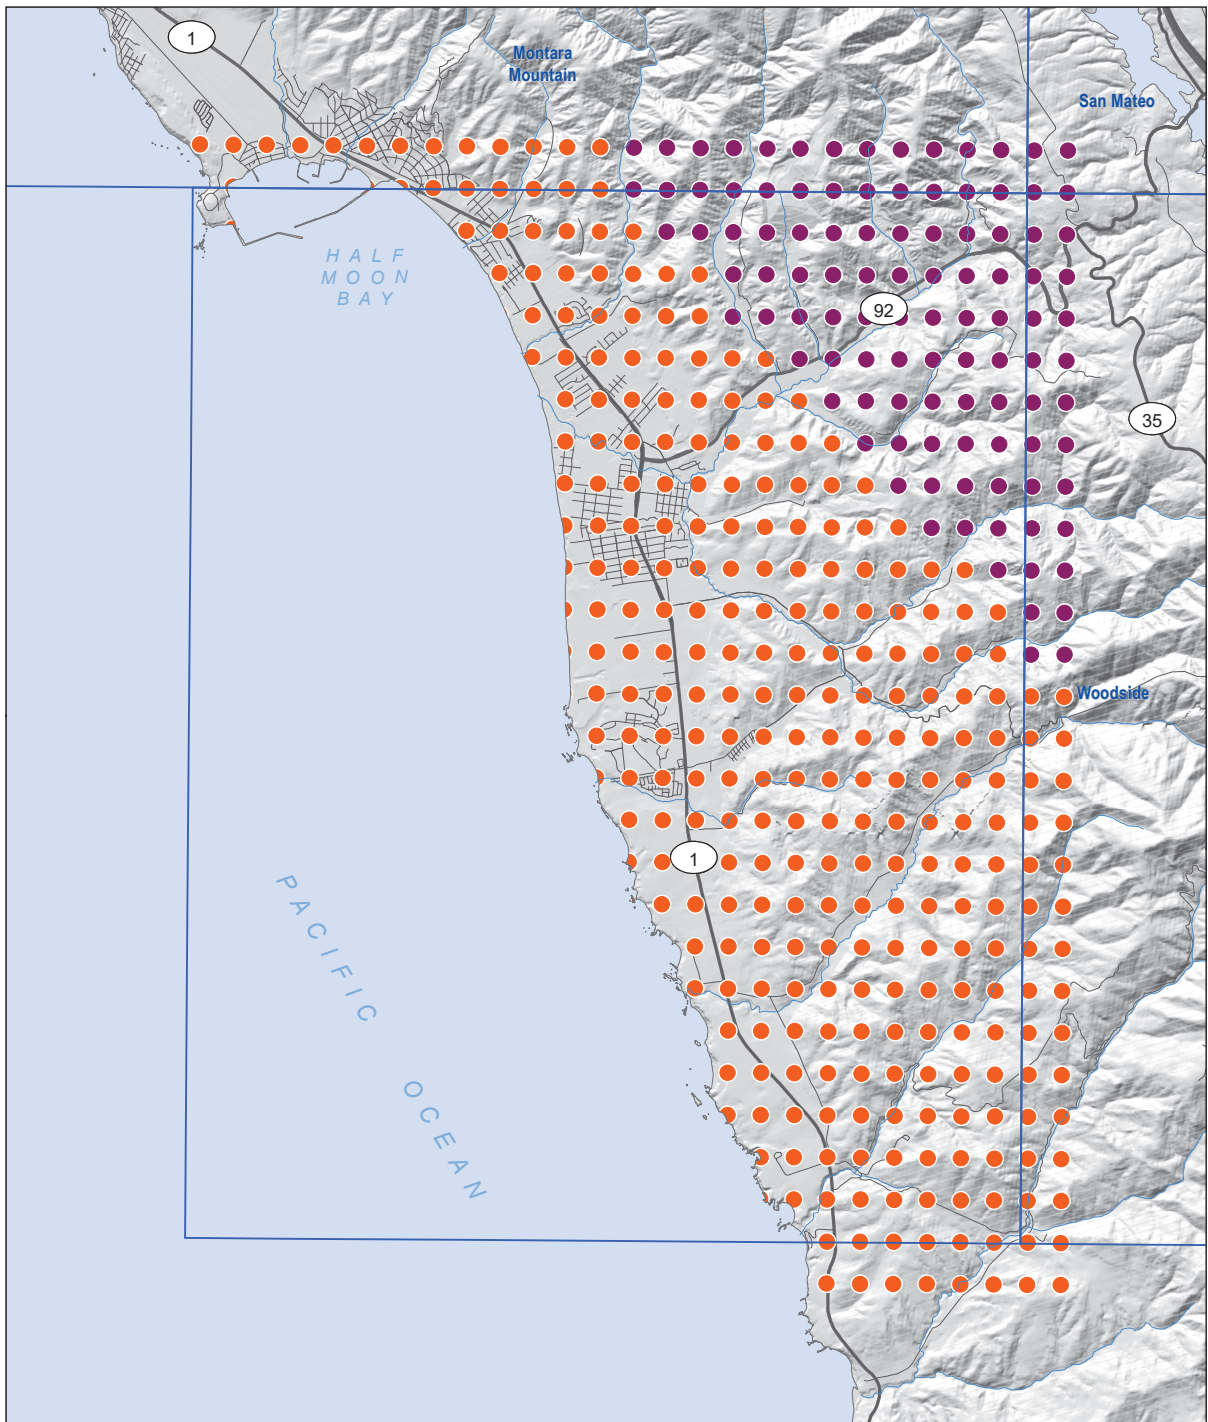 1
Montara
Mountain
San Mateo
HALF
MOON
BAY
92
35
Woodside
1
PACIFIC
OCEAN